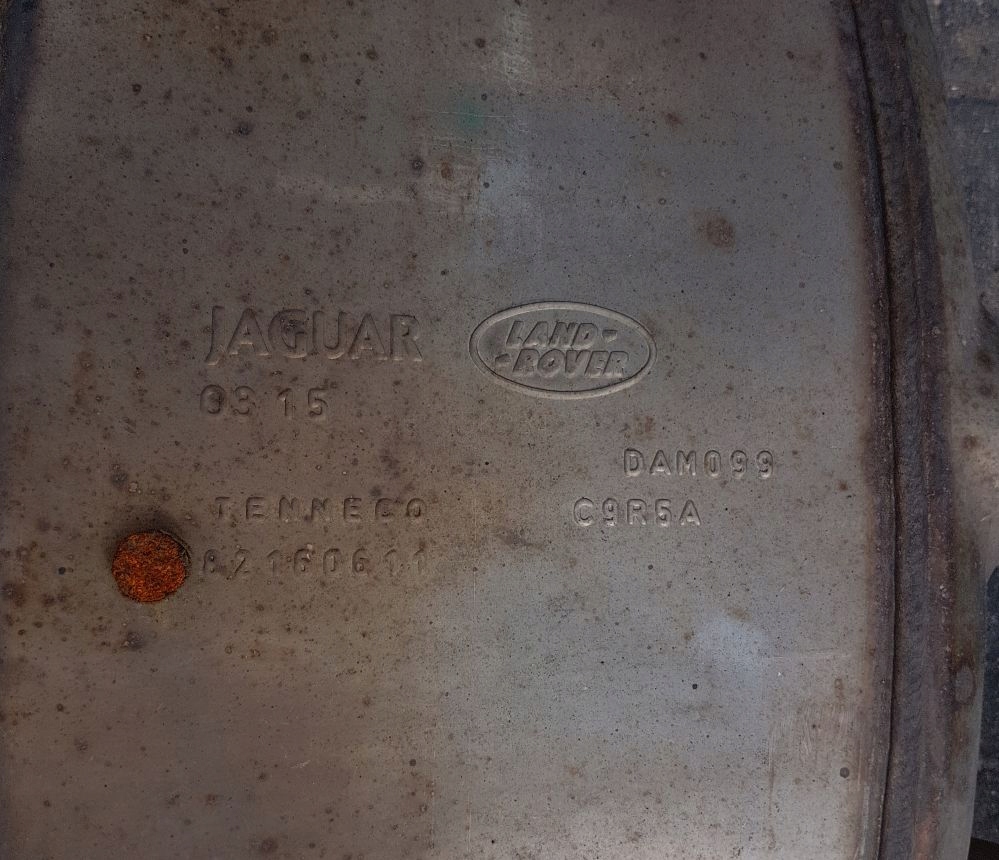 JAGUAR
LAND-
-ROVER
03 15
DAM099
TENNECO
C9R5A
82160611